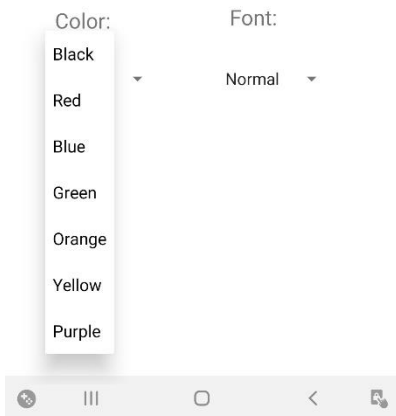 Color:
Font:
Black
Normal
Red
Blue
Green
Orange
Yellow
Purple